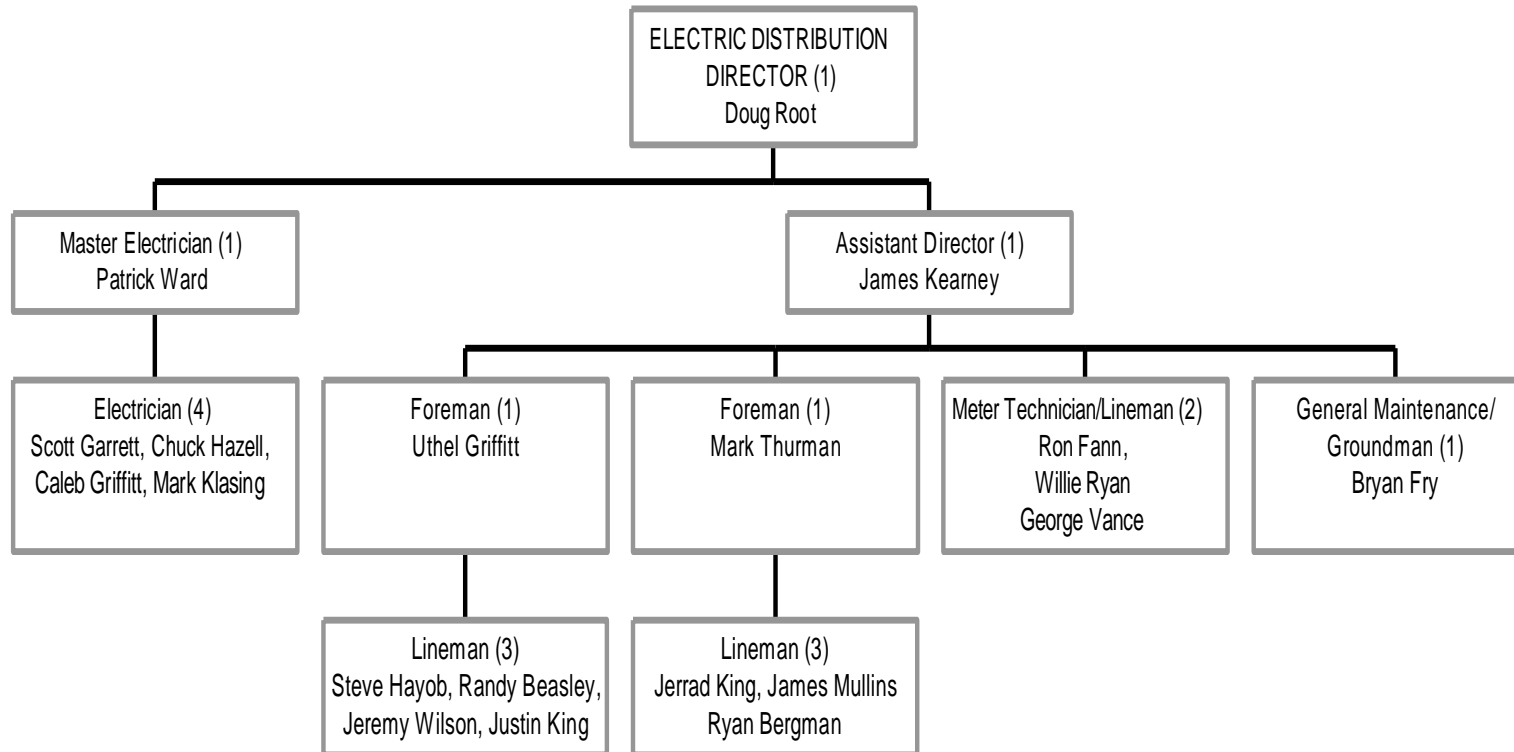 ELECTRIC DISTRIBUTION
DIRECTOR (1)
Doug Root
Master Electrician (1)
Patrick Ward
Assistant Director (1)
James Kearney
Electrician (4)
Scott Garrett, Chuck Hazell,
Caleb Griffitt, Mark Klasing
Foreman (1)
Uthel Griffitt
Foreman (1)
Mark Thurman
Meter Technician/Lineman (2)
Ron Fann,
Willie Ryan
George Vance
General Maintenance/
Groundman (1)
Bryan Fry
Lineman (3)
Steve Hayob, Randy Beasley,
Jeremy Wilson, Justin King
Lineman (3)
Jerrad King, James Mullins
Ryan Bergman